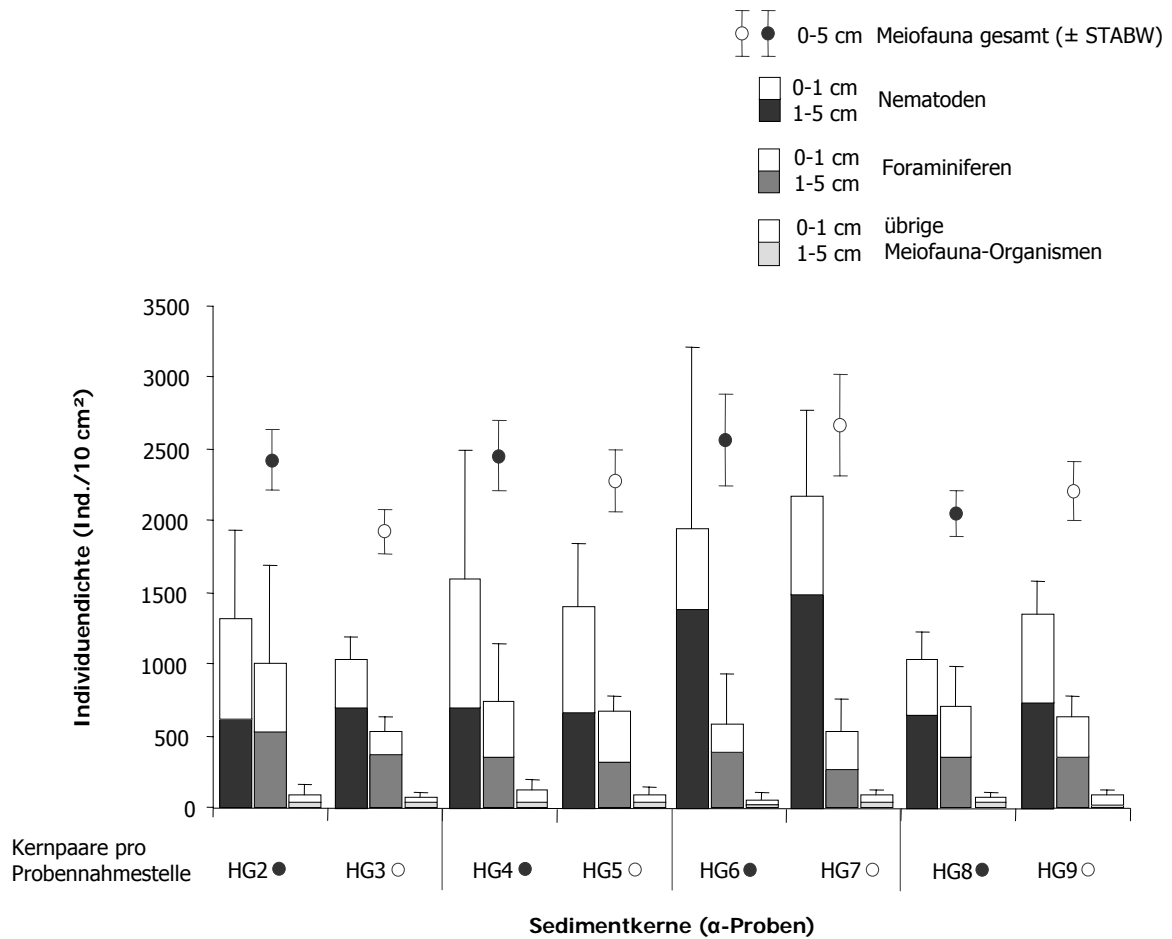 0-5 cm Meiofauna gesamt (± STABW)
0-1 cm
1-5 cm
Nematoden
0-1 cm
1-5 cm
Foraminiferen
0-1 cm übrige
1-5 cm Meiofauna-Organismen
Individuendichte (Ind./10 cm²)
3500
3000
2500
2000
1500
1000
500
0
Kernpaare pro
Probennahmestelle
HG2 HG3 HG4 HG5 HG6 HG7 HG8 HG9
Sedimentkerne (α-Proben)